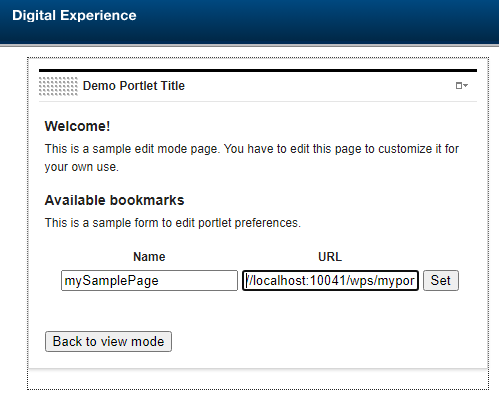 Digital Experience
Demo Portlet Title
Welcome!
This is a sample edit mode page. You have to edit this page to customize it for
your own use.
Available bookmarks
This is a sample form to edit portlet preferences.
Name URL
mySamplePage //localhost:10041/wps/mypor Set
Back to view mode